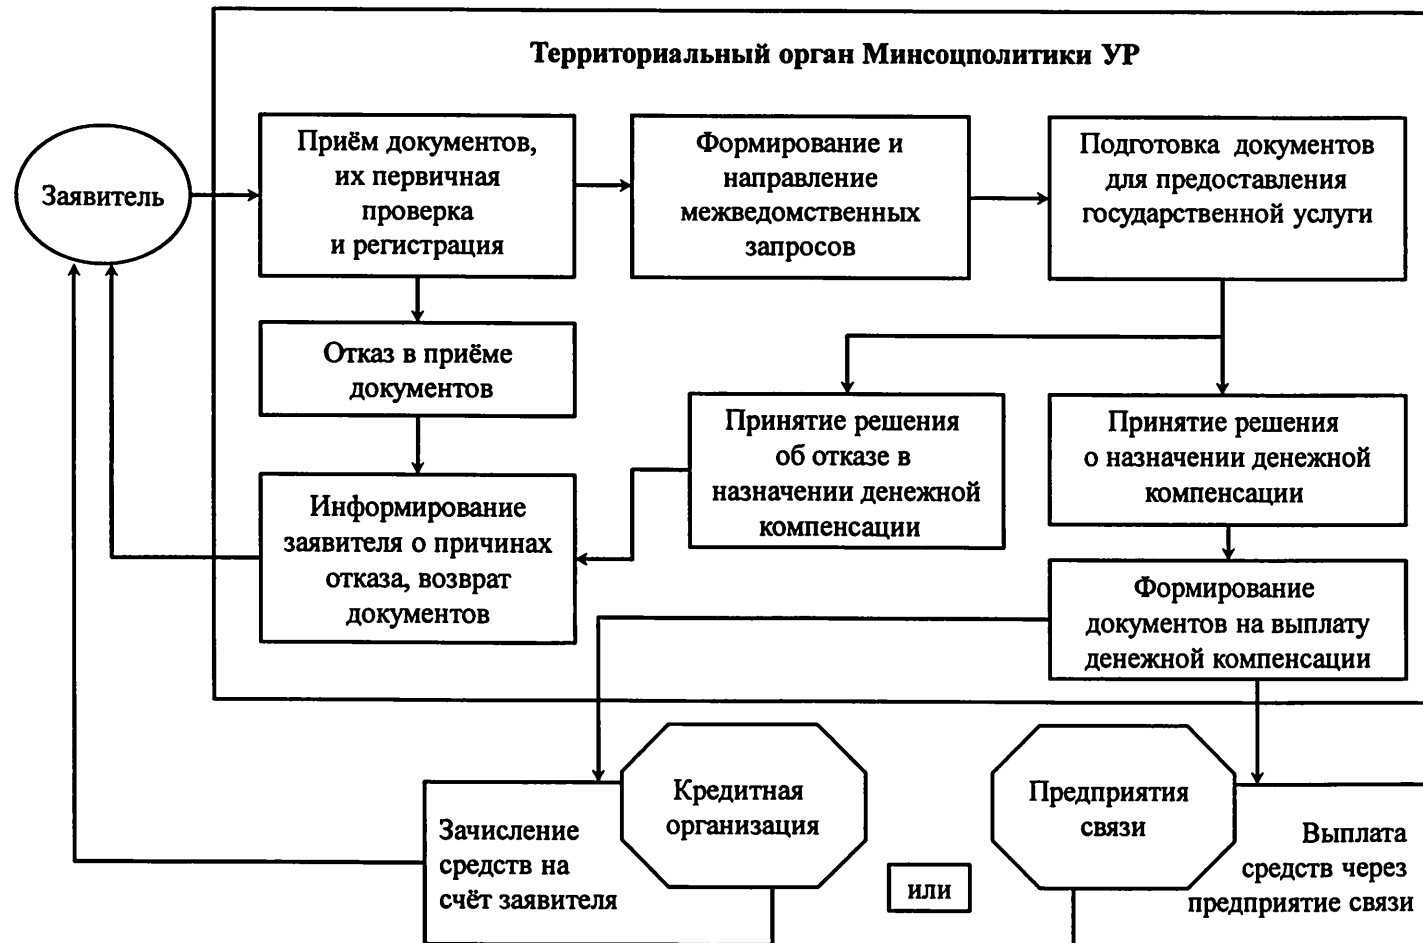 Территориальный орган Минсоцполитики УР
Заявитель
Приём документов,
их первичная
проверка
и регистрация
Формирование и
направление
межведомственных
запросов
Подготовка документов
для предоставления
государственной услуги
Отказ в приёме
документов
Принятие решения
об отказе в
назначении денежной
компенсации
Принятие решения
о назначении денежной
компенсации
Информирование
заявителя о причинах
отказа, возврат
документов
Формирование
документов на выплату
денежной компенсации
Кредитная
организация
Зачисление
средств на
счёт заявителя
или
Предприятия
связи
Выплата
средств через
предприятие связи